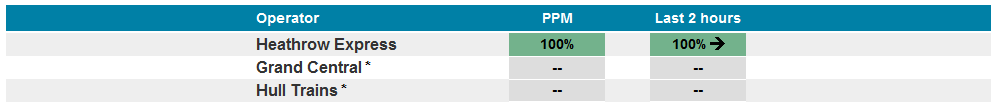 Operator PPM Last 2 hours
Heathrow Express 100% 100% →
Grand Central * -- --
Hull Trains * -- --